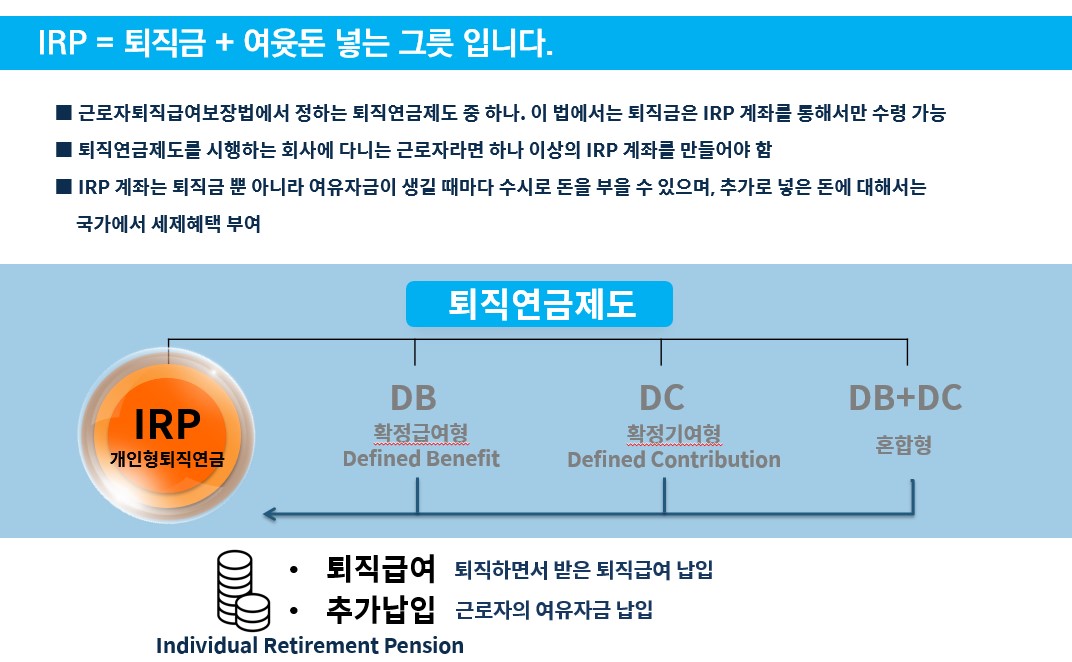 IRP = 퇴직금 + 여윳돈 넣는 그릇 입니다.
■ 근로자퇴직급여보장법에서 정하는 퇴직연금제도 중 하나. 이 법에서는 퇴직금은 IRP 계좌를 통해서만 수령 가능
■ 퇴직연금제도를 시행하는 회사에 다니는 근로자라면 하나 이상의 IRP 계좌를 만들어야 함
■ IRP 계좌는 퇴직금 뿐 아니라 여유자금이 생길 때마다 수시로 돈을 부을 수 있으며, 추가로 넣은 돈에 대해서는
국가에서 세제혜택 부여
퇴직연금제도
IRP
개인형퇴직연금
DB
확정급여형
Defined Benefit
DC
확정기여형
Defined Contribution
DB+DC
혼합형
• 퇴직급여 퇴직하면서 받은 퇴직급여 납입
• 추가납입 근로자의 여유자금 납입
Individual Retirement Pension